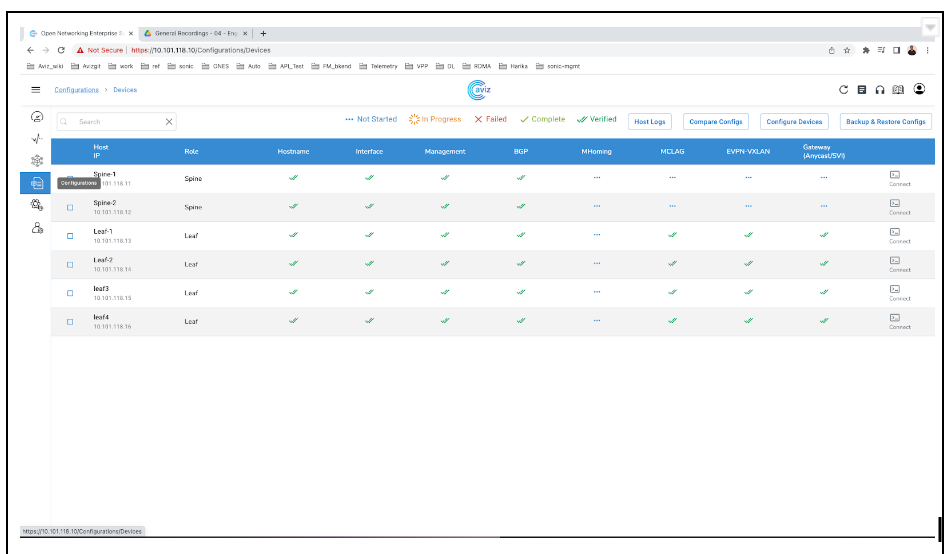 Open Networking Enterprise S
General Recordings - 04 - Eng
Not Secure | https://10.101.118.10/Configurations/Devices
Aviz_wiki Avizgit work ref sonic ONES Auto API_Test FM_bkend Telemetry VPP DL RDMA Harika sonic-mgmt
Configurations > Devices
aviz
Search
Not Started In Progress Failed Complete Verified Host Logs Compare Configs Configure Devices Backup & Restore Configs
Host IP Role Hostname Interface Management BGP MHoming MCLAG EVPN-VXLAN Gateway (Anycast/SVI)
Configurations
Spine-1 Spine
101.118.11 Connect
Spine-2 Spine
10.101.118.12 Connect
Leaf-1 Leaf
10.101.118.13 Connect
Leaf-2 Leaf
10.101.118.14 Connect
leaf3 Leaf
10.101.118.15 Connect
leaf4 Leaf
10.101.118.16 Connect
https://10.101.118.10/Configurations/Devices